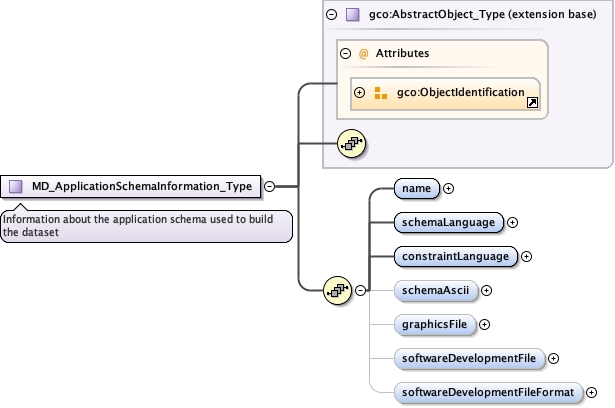 gco:AbstractObject_Type (extension base)
@ Attributes
gco:ObjectIdentification
MD_ApplicationSchemaInformation_Type
Information about the application schema used to build
the dataset
name
schemaLanguage
constraintLanguage
schemaAscii
graphicsFile
softwareDevelopmentFile
softwareDevelopmentFileFormat